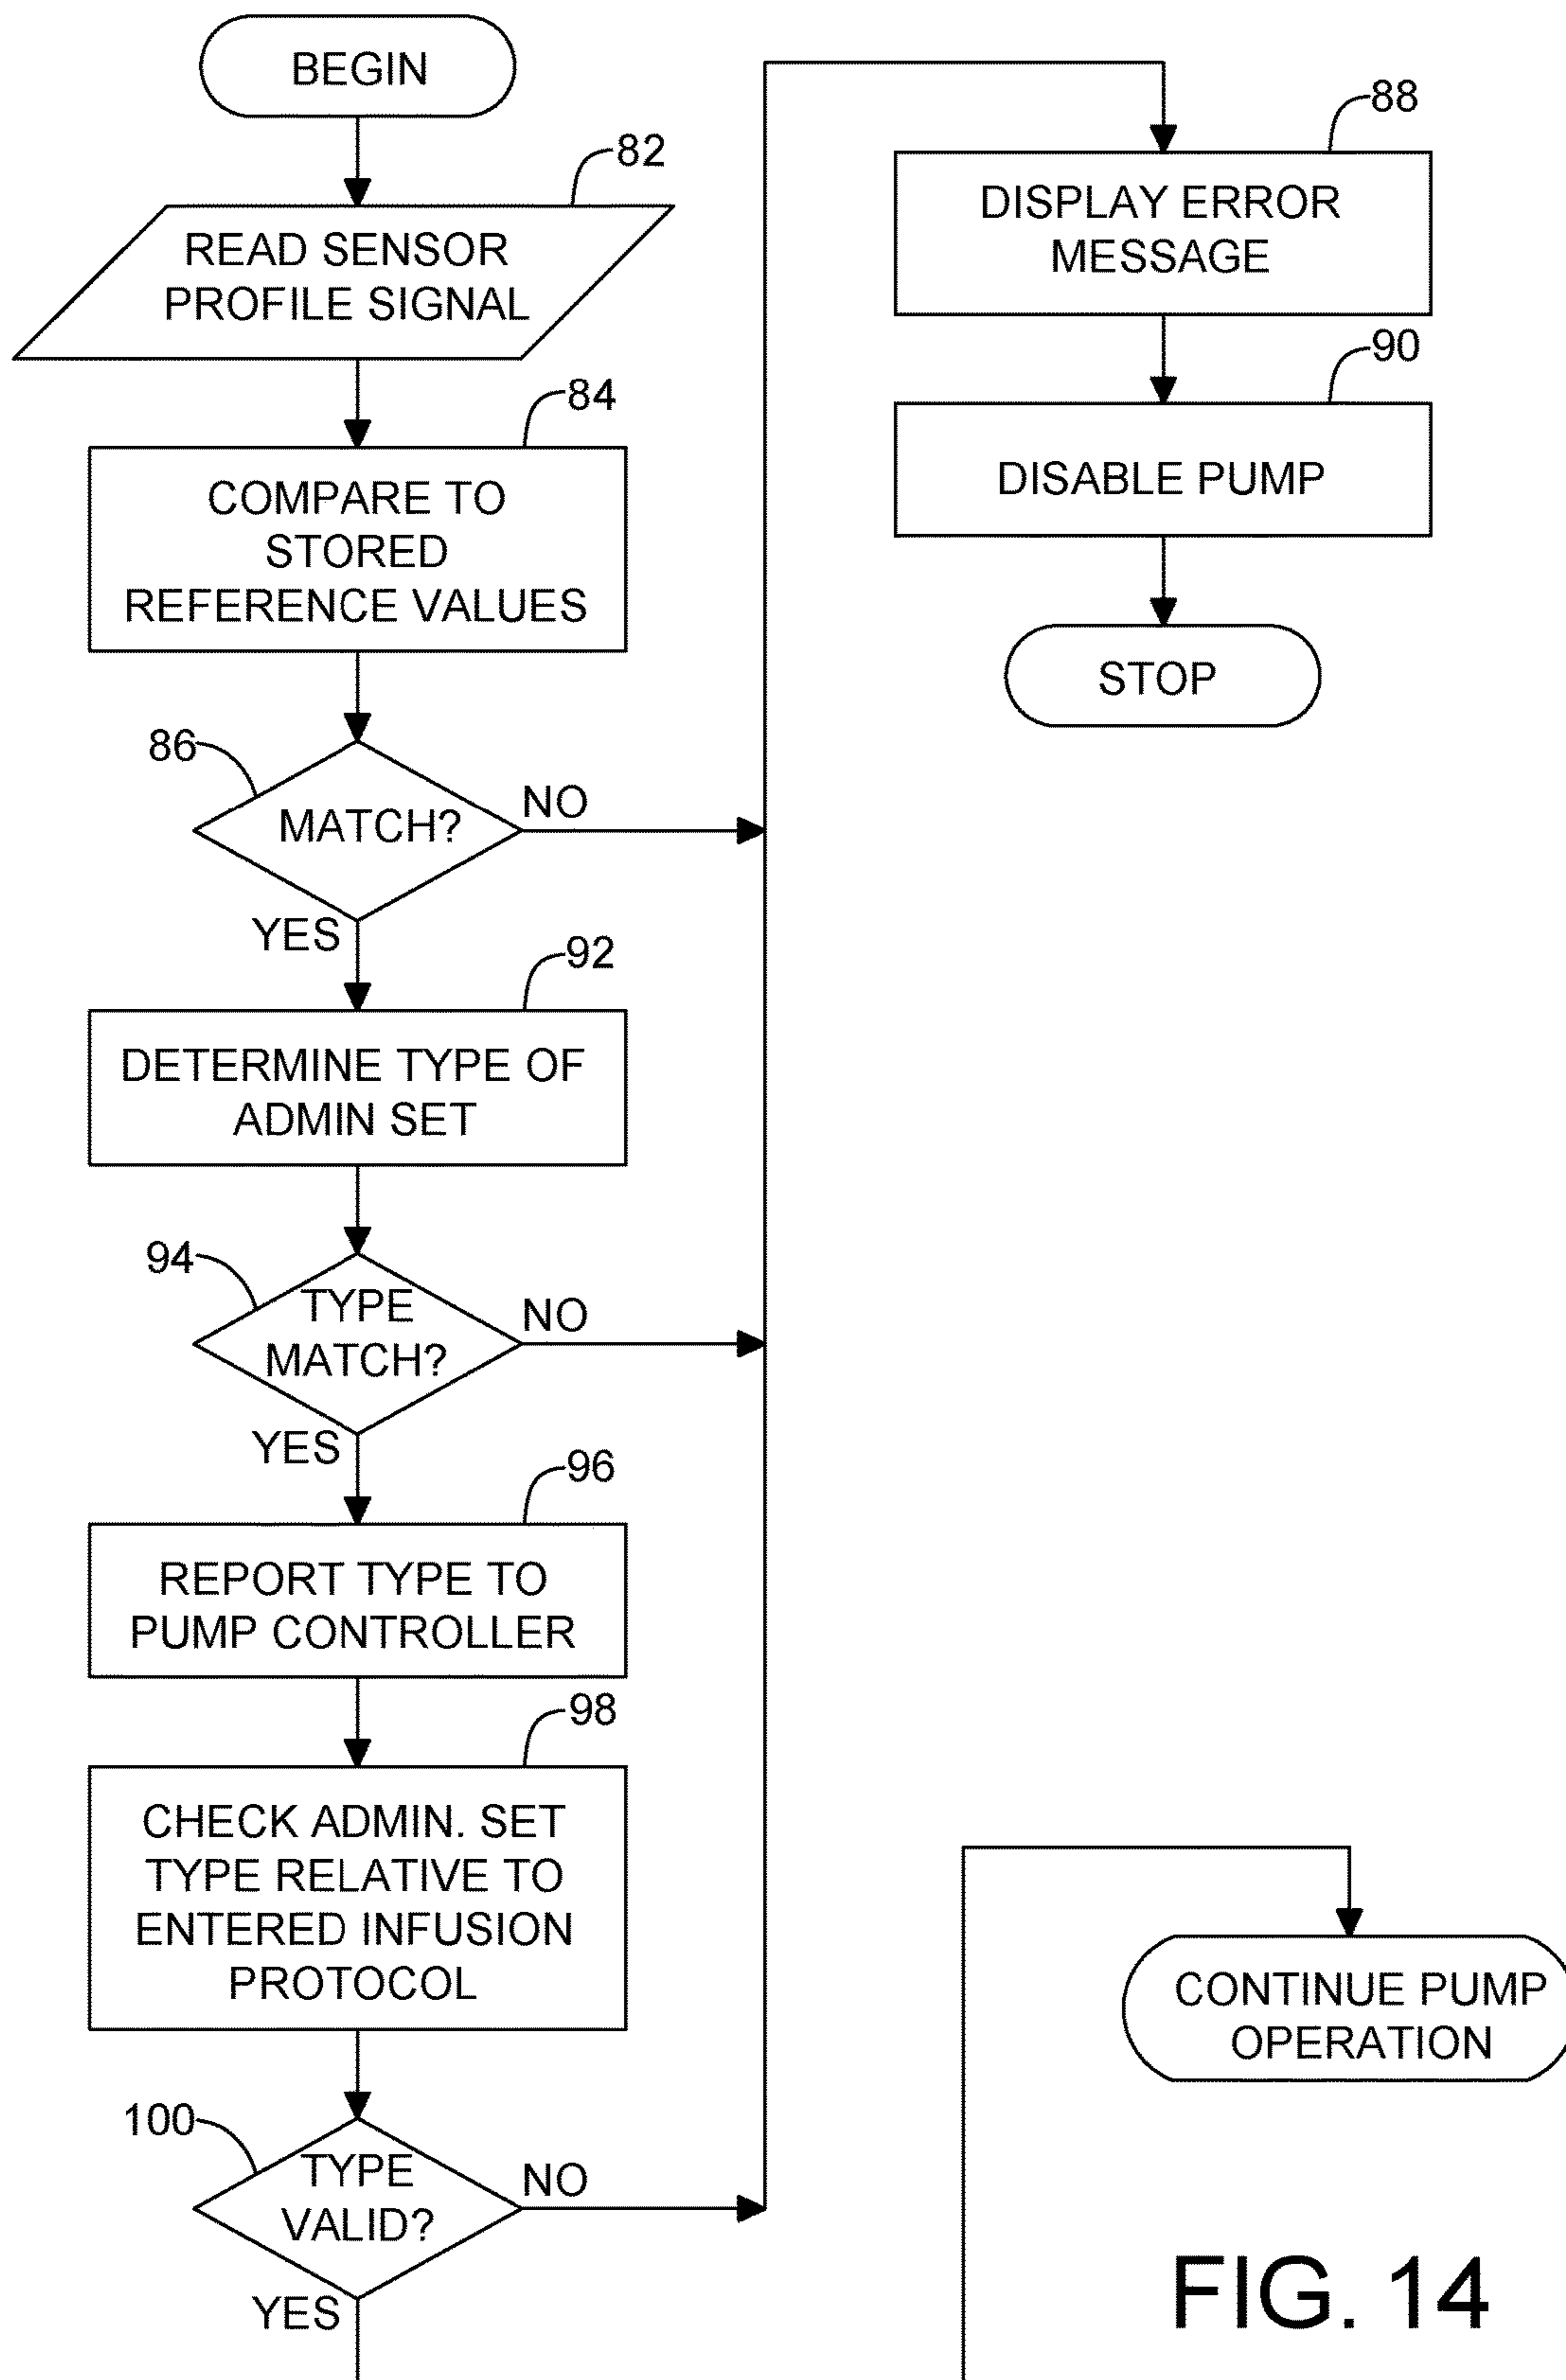 BEGIN
82
READ SENSOR
PROFILE SIGNAL
84
COMPARE TO
STORED
REFERENCE VALUES
86
MATCH?
NO
YES
92
DETERMINE TYPE OF
ADMIN SET
94
TYPE
MATCH?
NO
YES
96
REPORT TYPE TO
PUMP CONTROLLER
98
CHECK ADMIN. SET
TYPE RELATIVE TO
ENTERED INFUSION
PROTOCOL
100
TYPE
VALID?
NO
YES
88
DISPLAY ERROR
MESSAGE
90
DISABLE PUMP
STOP
CONTINUE PUMP
OPERATION
FIG. 14